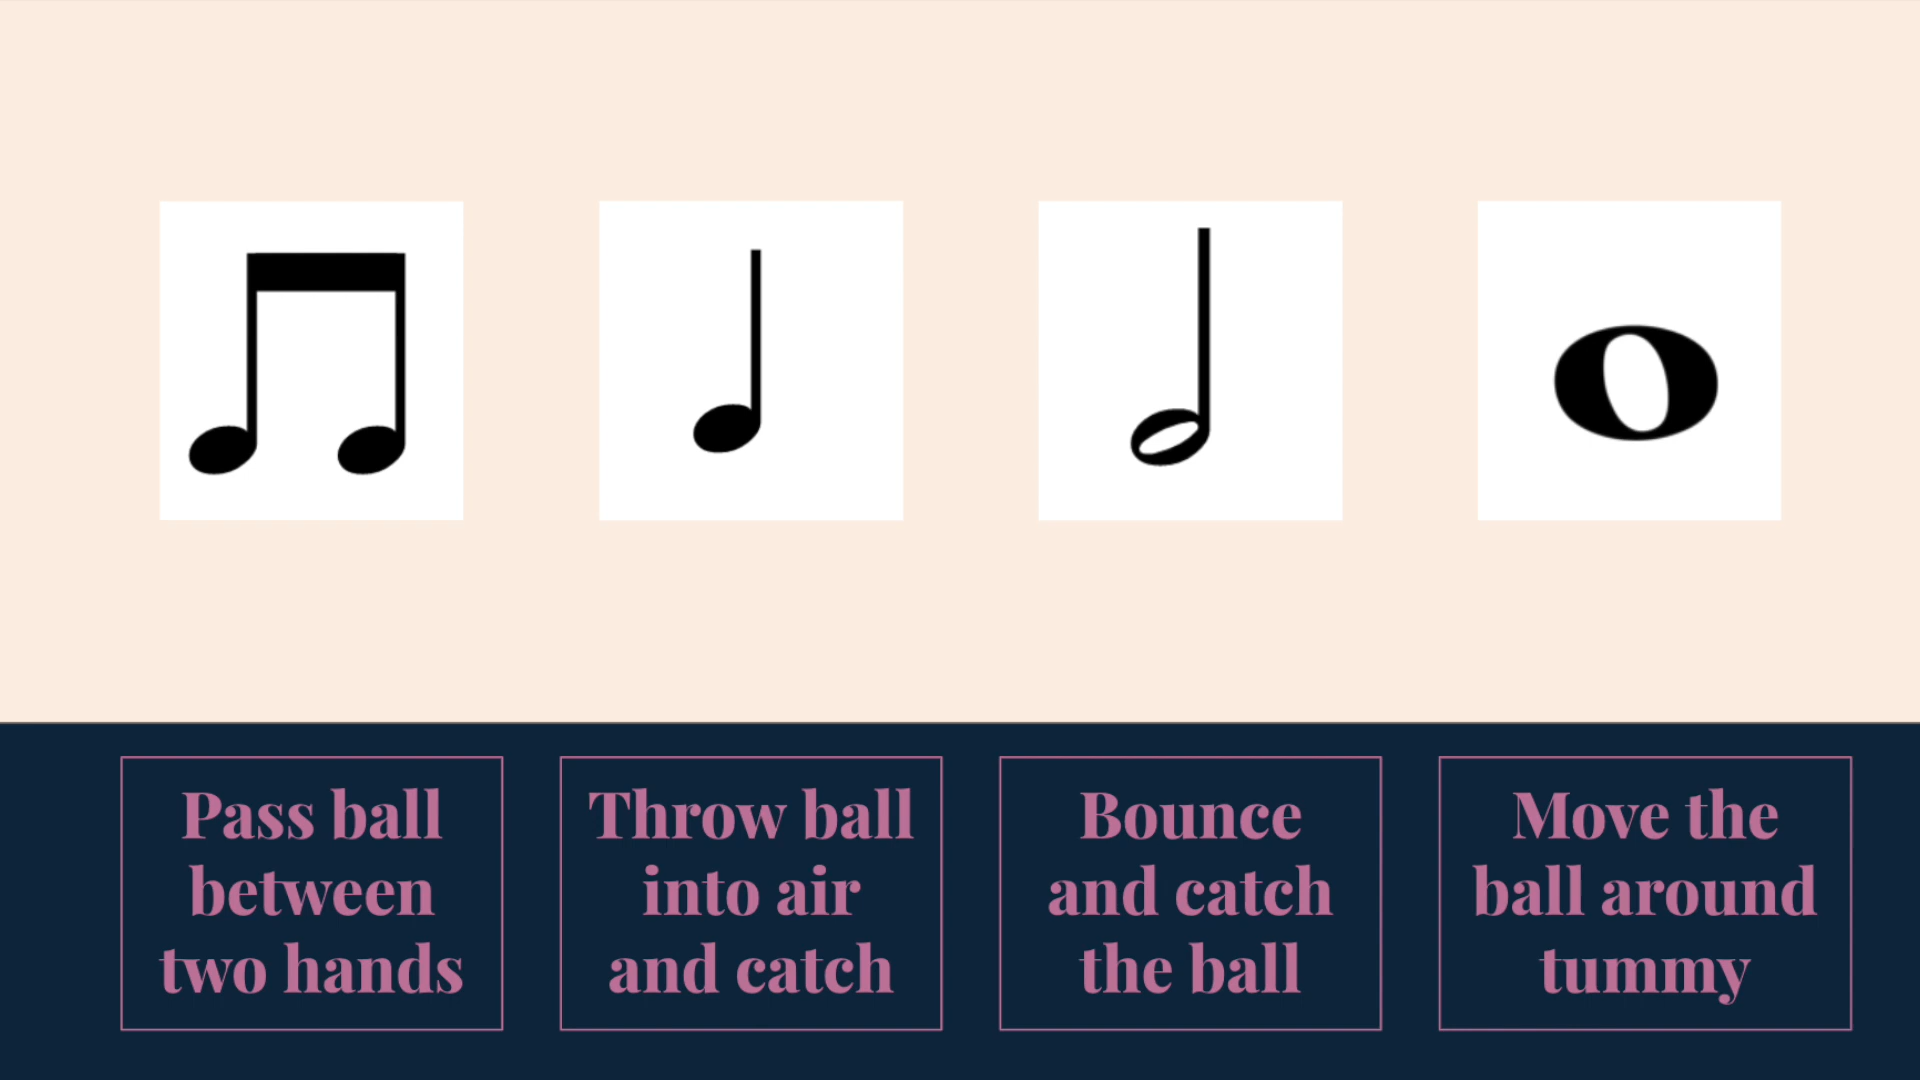 Pass ball
between
two hands
Throw ball
into air
and catch
Bounce
and catch
the ball
Move the
ball around
tummy